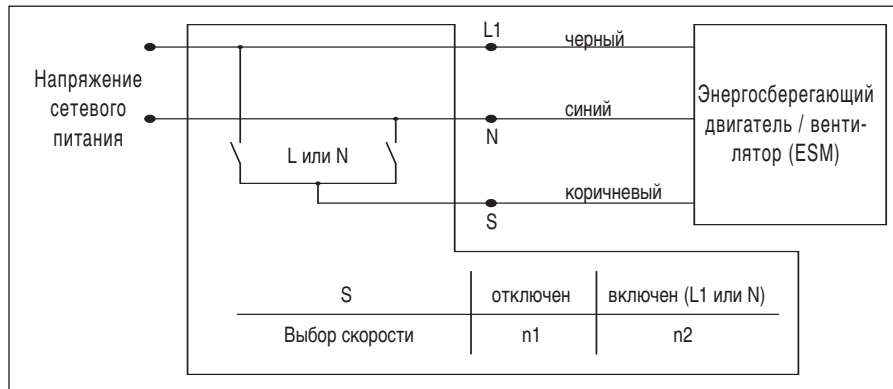 L1
черный
Напряжение
сетевого
питания
синий
N
Энергосберегающий
двигатель / венти-
лятор (ESM)
L или N
коричневый
S
S отключен включен (L1 или N)
Выбор скорости n1 n2